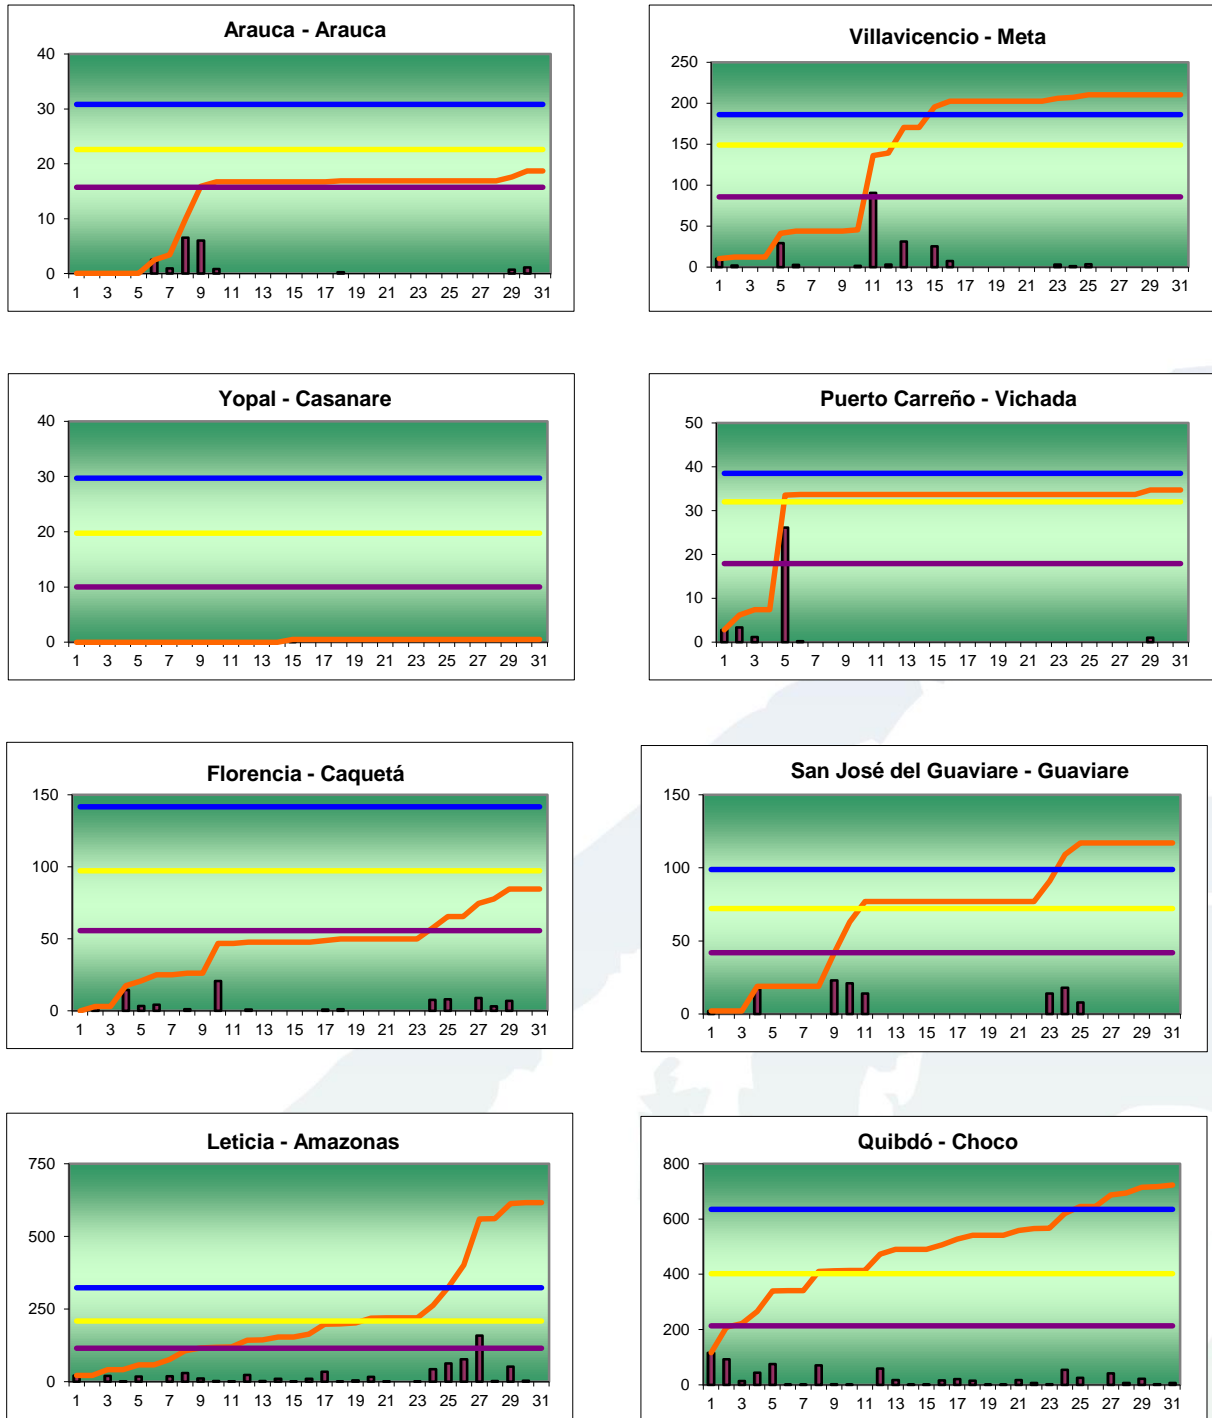 Arauca - Arauca
40
30
20
10
0
1 3 5 7 9 11 13 15 17 19 21 23 25 27 29 31
Villavicencio - Meta
250
200
150
100
50
0
1 3 5 7 9 11 13 15 17 19 21 23 25 27 29 31
Yopal - Casanare
40
30
20
10
0
1 3 5 7 9 11 13 15 17 19 21 23 25 27 29 31
Puerto Carreño - Vichada
50
40
30
20
10
0
1 3 5 7 9 11 13 15 17 19 21 23 25 27 29 31
Florencia - Caquetá
150
100
50
0
1 3 5 7 9 11 13 15 17 19 21 23 25 27 29 31
San José del Guaviare - Guaviare
150
100
50
0
1 3 5 7 9 11 13 15 17 19 21 23 25 27 29 31
Leticia - Amazonas
750
500
250
0
1 3 5 7 9 11 13 15 17 19 21 23 25 27 29 31
Quibdó - Choco
800
600
400
200
0
1 3 5 7 9 11 13 15 17 19 21 23 25 27 29 31